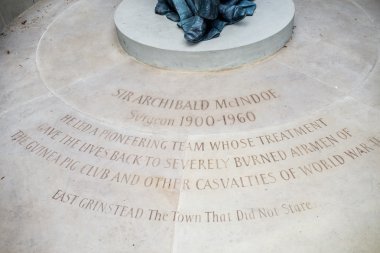 SIR ARCHIBALD McINDOE
Surgeon 1900-1960
HE LED A PIONEERING TEAM WHOSE TREATMENT
GAVE THE LIVES BACK TO SEVERELY BURNED AIRMEN OF
THE GUINEA PIG CLUB AND OTHER CASUALTIES OF WORLD WAR II
EAST GRINSTEAD The Town That Did Not Stare